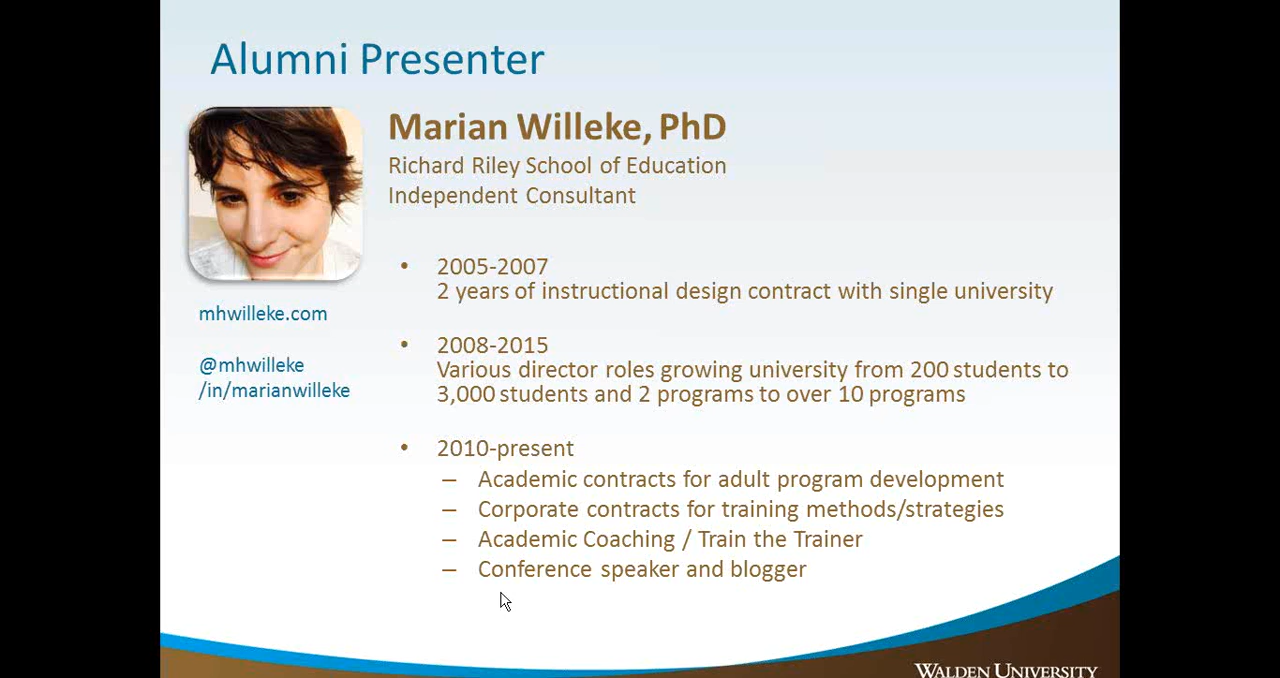 Alumni Presenter
Marian Willeke, PhD
Richard Riley School of Education
Independent Consultant
mhwilleke.com
@mhwilleke
/in/marianwilleke
• 2005-2007
2 years of instructional design contract with single university
• 2008-2015
Various director roles growing university from 200 students to
3,000 students and 2 programs to over 10 programs
• 2010-present
– Academic contracts for adult program development
– Corporate contracts for training methods/strategies
– Academic Coaching / Train the Trainer
– Conference speaker and blogger
WALDEN UNIVERSITY